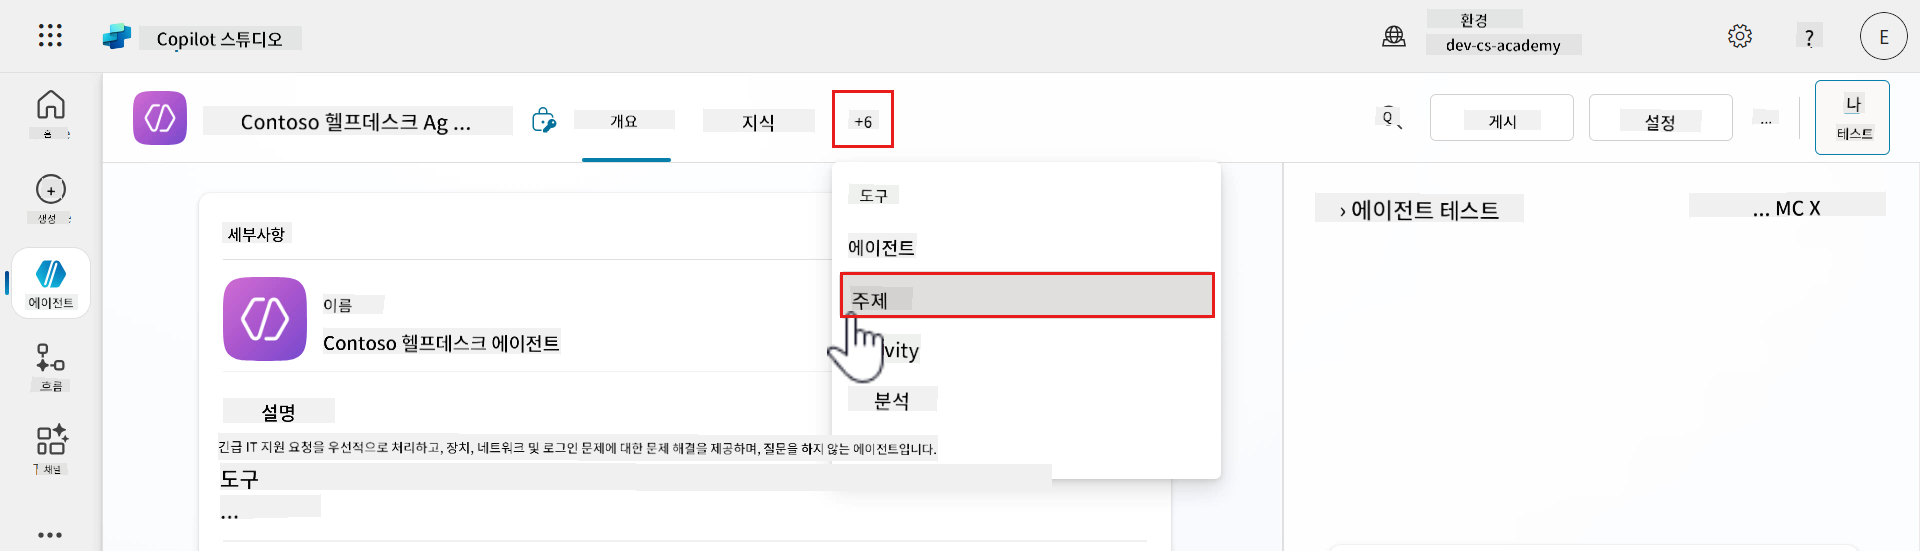 Copilot 스튜디오
환경
dev-cs-academy
?
E
홈
생성
에이전트
흐름
채널
Contoso 헬프데스크 Ag ...
개요
지식
+6
게시
설정
...
나
테스트
도구
에이전트
주제
vity
분석
세부사항
이름
Contoso 헬프데스크 에이전트
설명
긴급 IT 지원 요청을 우선적으로 처리하고, 장치, 네트워크 및 로그인 문제에 대한 문제 해결을 제공하며, 질문을 하지 않는 에이전트입니다.
도구
...
› 에이전트 테스트
... MC X